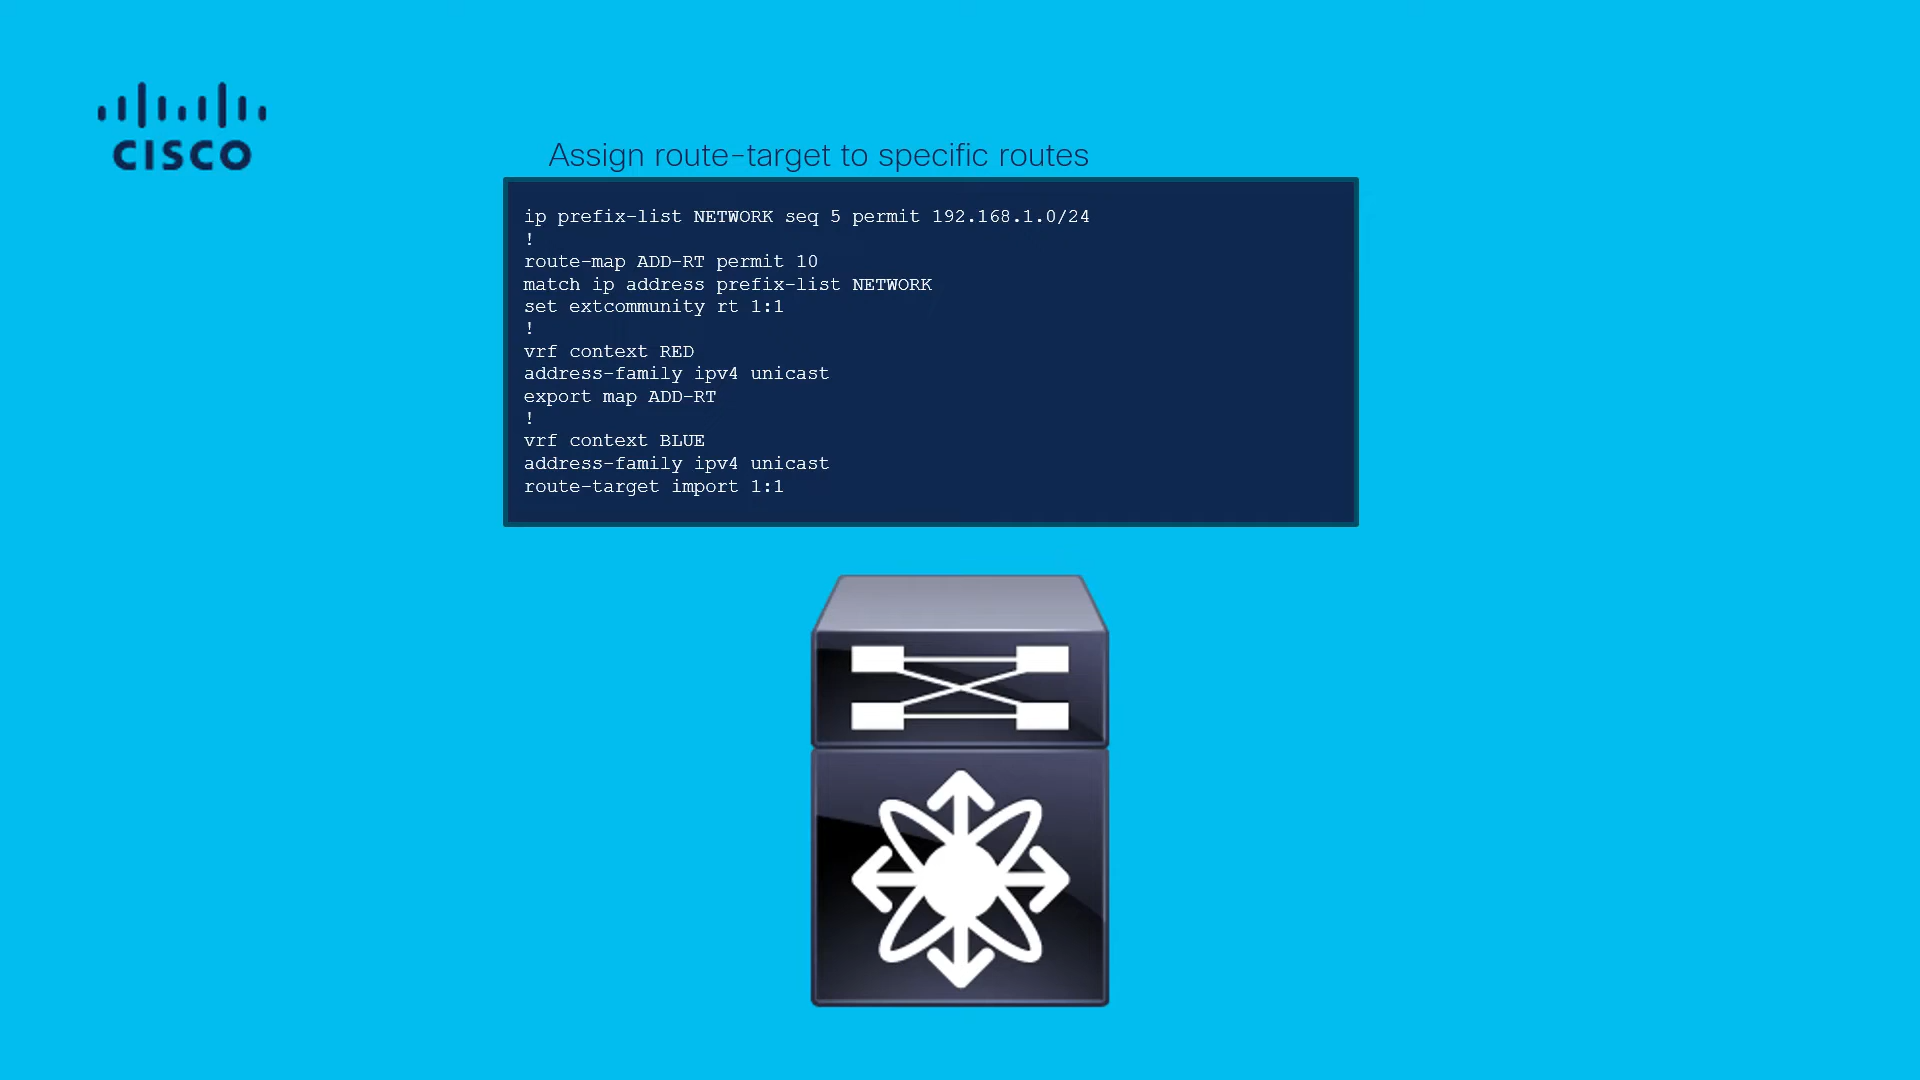 CISCO
Assign route-target to specific routes
ip prefix-list NETWORK seq 5 permit 192.168.1.0/24
!
route-map ADD-RT permit 10
match ip address prefix-list NETWORK
set extcommunity rt 1:1
!
vrf context RED
address-family ipv4 unicast
export map ADD-RT
!
vrf context BLUE
address-family ipv4 unicast
route-target import 1:1